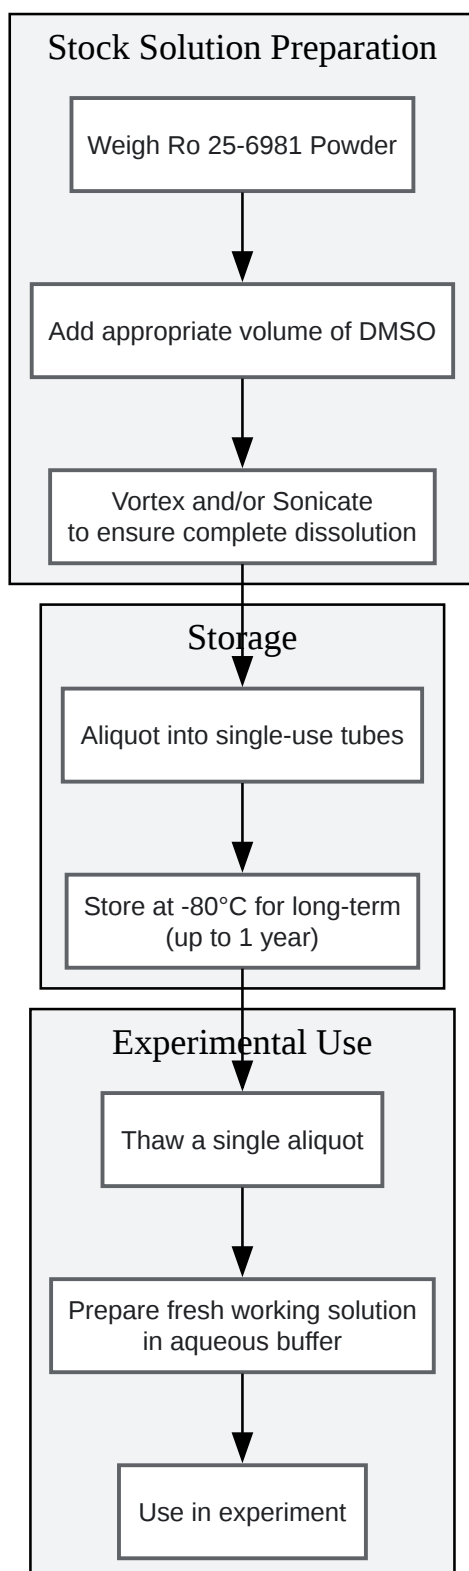 Stock Solution Preparation
Weigh Ro 25-6981 Powder
Add appropriate volume of DMSO
Vortex and/or Sonicate
to ensure complete dissolution
Storage
Aliquot into single-use tubes
Store at -80°C for long-term
(up to 1 year)
Experimental Use
Thaw a single aliquot
Prepare fresh working solution
in aqueous buffer
Use in experiment